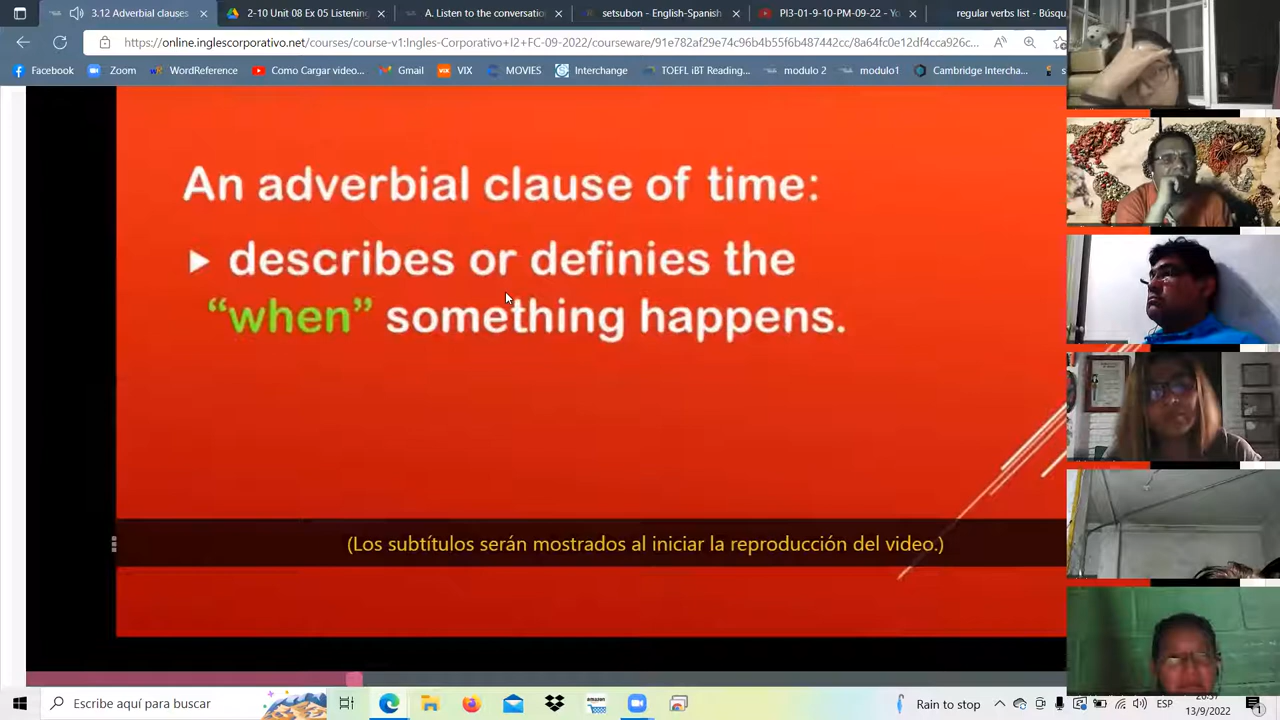 3.12 Adverbial clauses
2-10 Unit 08 Ex 05 Listening
A. Listen to the conversation
setsubon - English-Spanish
PI3-01-9-10-PM-09-22 - You
regular verbs list - Búsqu
https://online.inglescorporativo.net/courses/course-v1:Ingles-Corporativo+I2+FC-09-2022/courseware/91e782af29e74c96b4b55f6b487442cc/8a64fc0e12df4cca926c...
Facebook
Zoom
WordReference
Como Cargar video...
Gmail
VIX
MOVIES
Interchange
TOEFL iBT Reading...
modulo 2
modulo1
Cambridge Intercha...
An adverbial clause of time:
describes or definies the
“when” something happens.
(Los subtítulos serán mostrados al iniciar la reproducción del video.)
Escribe aquí para buscar
Rain to stop
ESP
13/9/2022